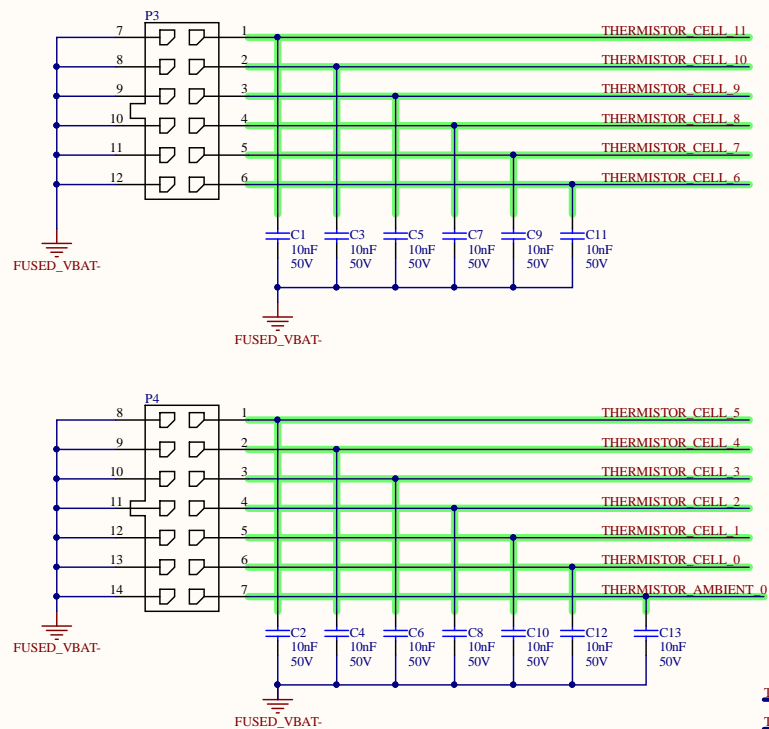 P3
7 1 THERMISTOR_CELL_11
8 2 THERMISTOR_CELL_10
9 3 THERMISTOR_CELL_9
10 4 THERMISTOR_CELL_8
11 5 THERMISTOR_CELL_7
12 6 THERMISTOR_CELL_6
C1 C3 C5 C7 C9 C11
10nF 10nF 10nF 10nF 10nF 10nF
50V 50V 50V 50V 50V 50V
FUSED_VBAT-
FUSED_VBAT-
P4
8 1 THERMISTOR_CELL_5
9 2 THERMISTOR_CELL_4
10 3 THERMISTOR_CELL_3
11 4 THERMISTOR_CELL_2
12 5 THERMISTOR_CELL_1
13 6 THERMISTOR_CELL_0
14 7 THERMISTOR_AMBIENT_0
C2 C4 C6 C8 C10 C12 C13
10nF 10nF 10nF 10nF 10nF 10nF 10nF
50V 50V 50V 50V 50V 50V 50V
FUSED_VBAT-
FUSED_VBAT-